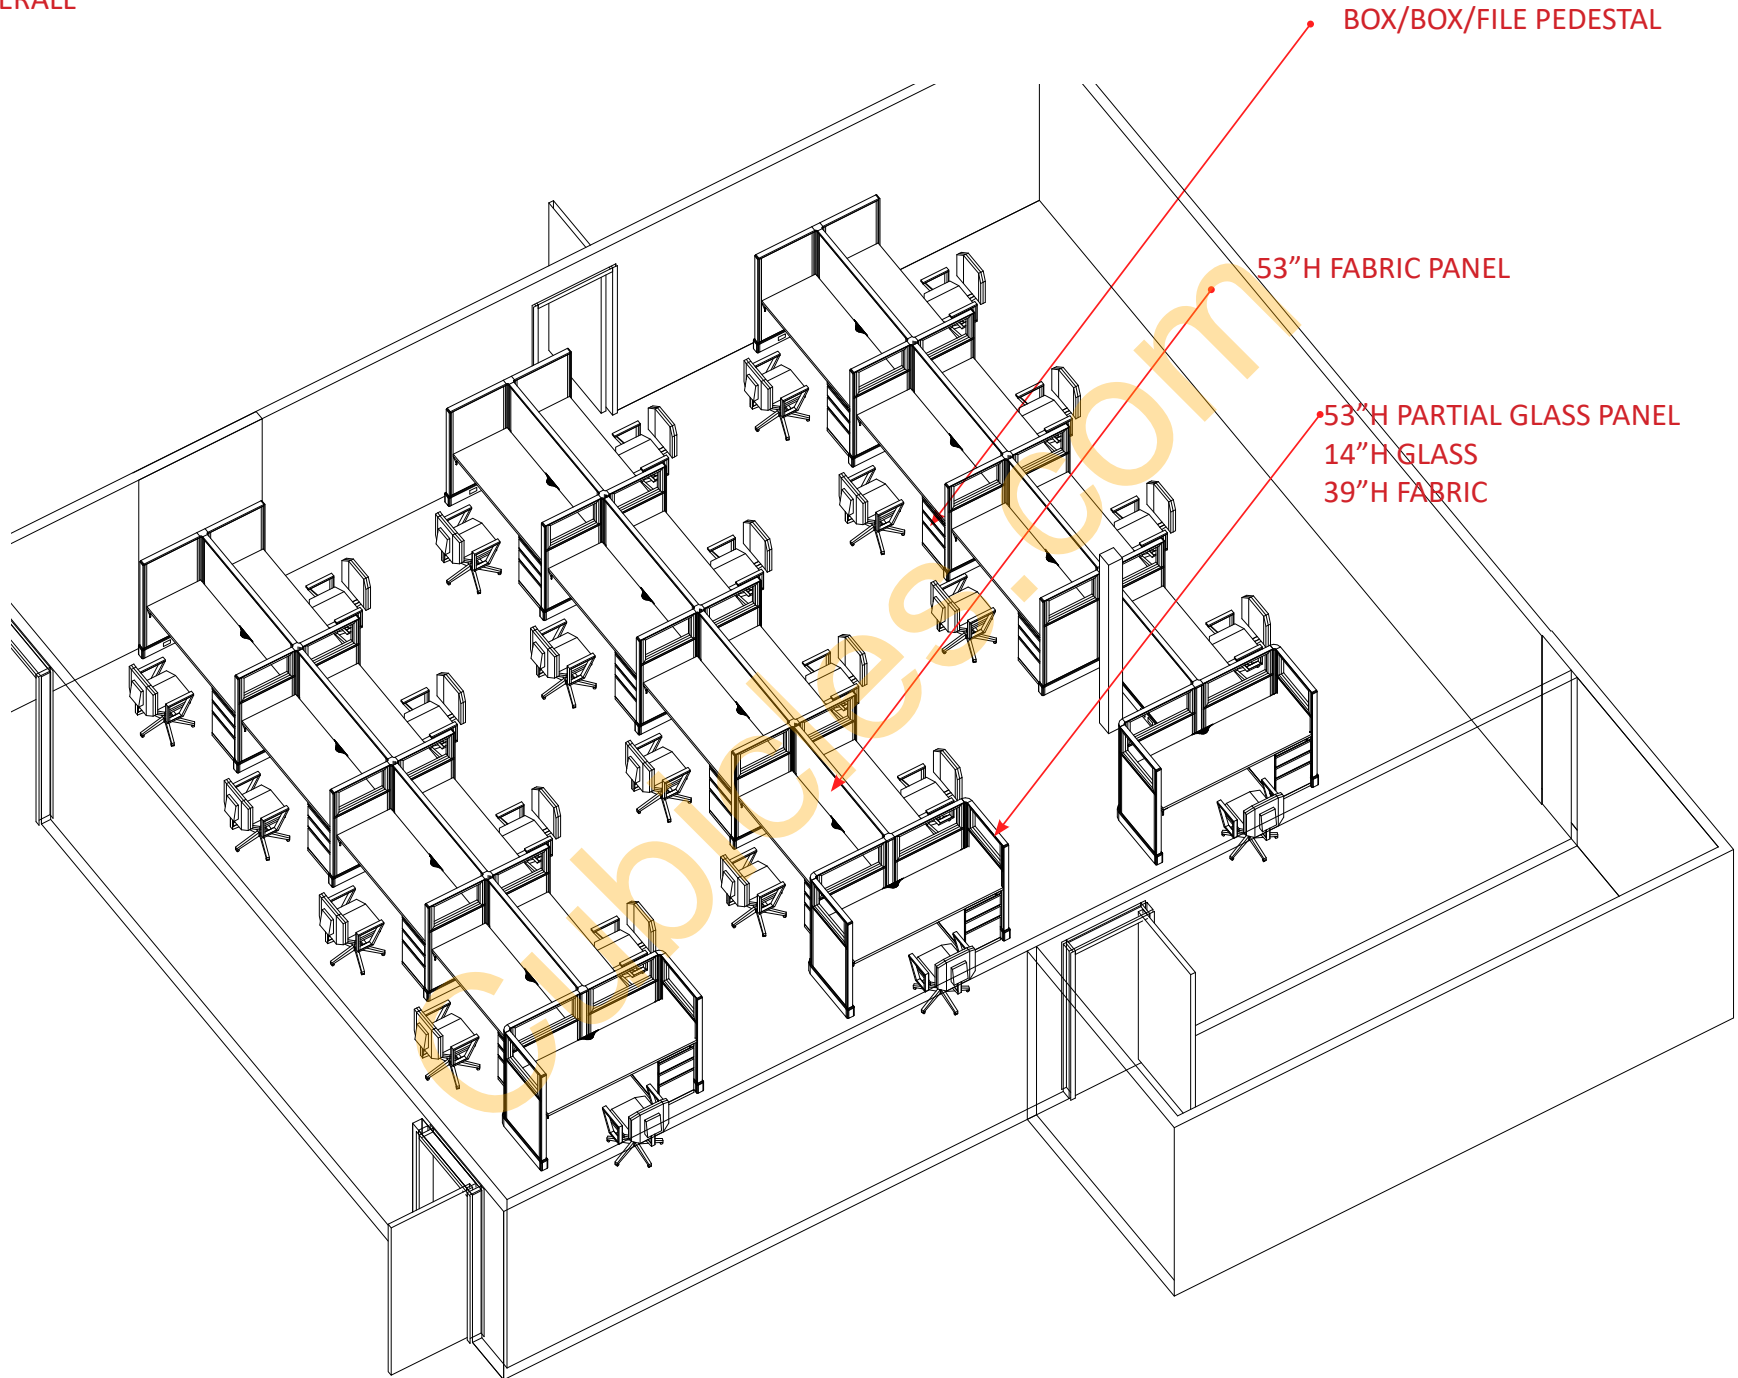 BOX/BOX/FILE PEDESTAL
53”H FABRIC PANEL
53”H PARTIAL GLASS PANEL
14”H GLASS
39”H FABRIC
Cubicles.com